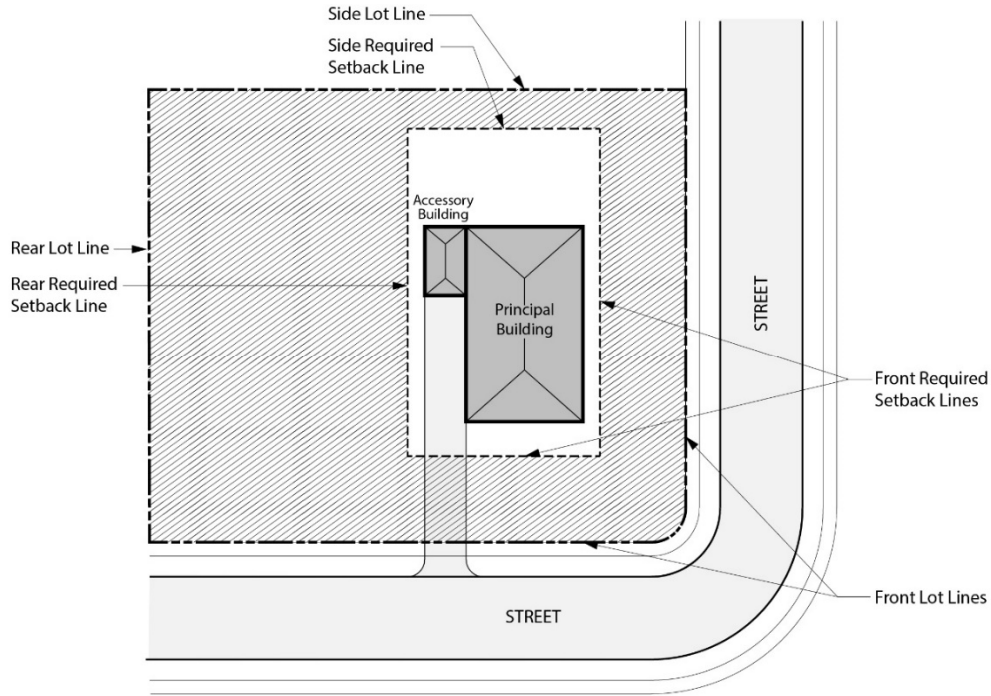 Side Lot Line
Side Required
Setback Line
Accessory
Building
Rear Lot Line
Rear Required
Setback Line
Principal
Building
STREET
Front Required
Setback Lines
Front Lot Lines
STREET